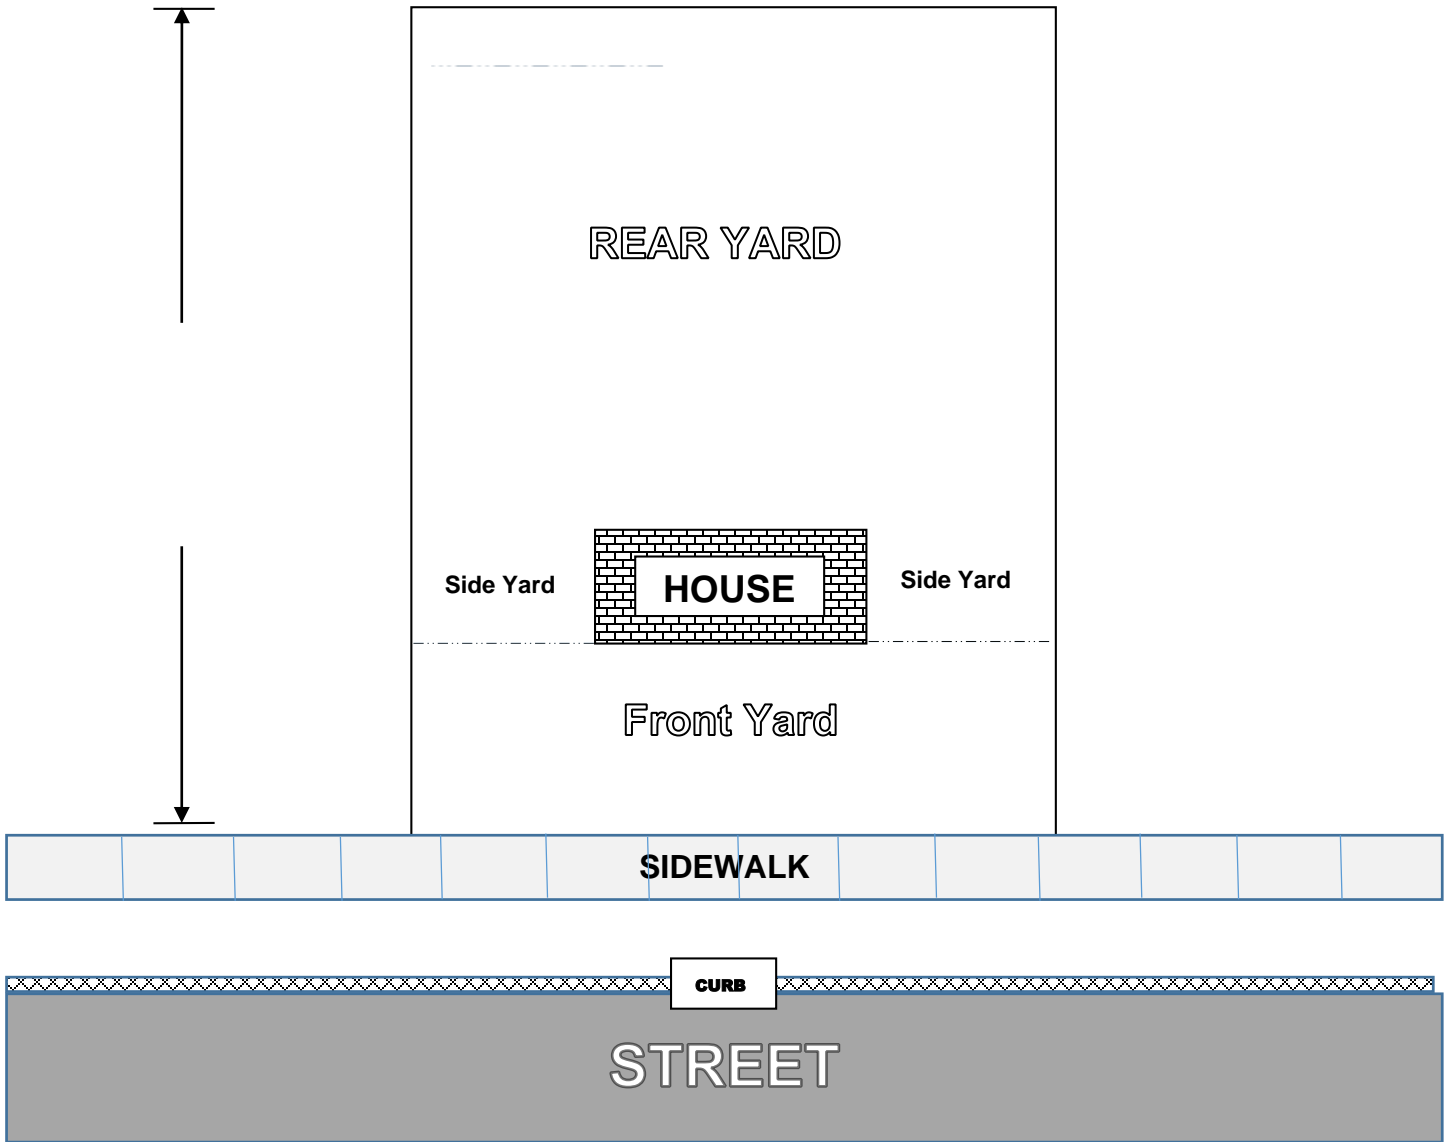 REAR YARD
Side Yard
HOUSE
Side Yard
Front Yard
SIDEWALK
CURB
STREET